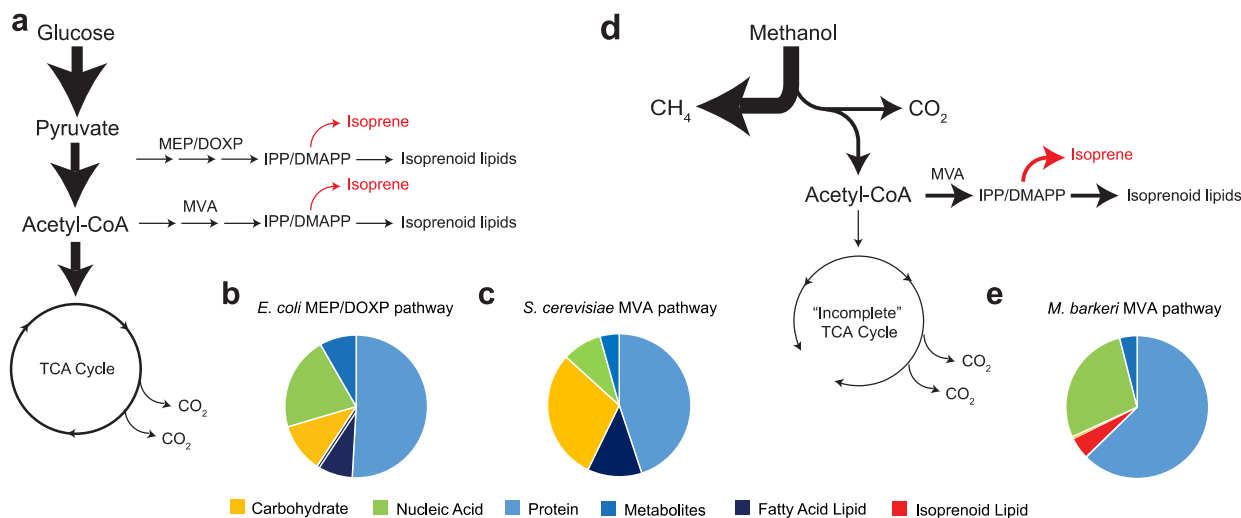 a
Glucose
Pyruvate
MEP/DOXP
IPP/DMAPP
Isoprene
Isoprenoid lipids
Acetyl-CoA
MVA
IPP/DMAPP
Isoprene
Isoprenoid lipids
TCA Cycle
CO2
CO2
b
E. coli MEP/DOXP pathway
c
S. cerevisiae MVA pathway
d
Methanol
CH4
CO2
Acetyl-CoA
MVA
IPP/DMAPP
Isoprene
Isoprenoid lipids
“Incomplete”
TCA Cycle
CO2
CO2
e
M. barkeri MVA pathway
Carbohydrate
Nucleic Acid
Protein
Metabolites
Fatty Acid Lipid
Isoprenoid Lipid